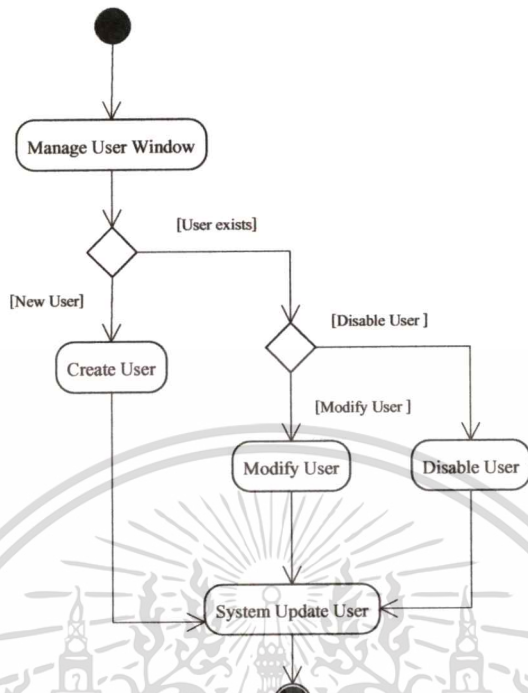 Manage User Window
[User exists]
[New User]
[Disable User ]
Create User
[Modify User ]
Modify User
Disable User
System Update User